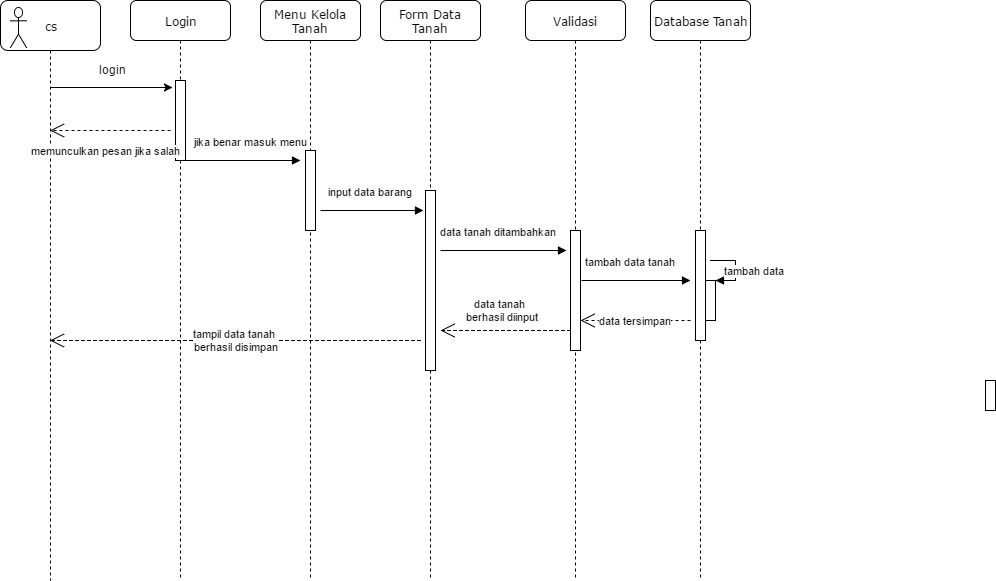 cs
Login
Menu Kelola
Tanah
Form Data
Tanah
Validasi
Database Tanah
login
memunculkan pesan jika salah
jika benar masuk menu
input data barang
data tanah ditambahkan
tambah data tanah
tambah data
data tersimpan
data tanah
berhasil diinput
tampil data tanah
berhasil disimpan